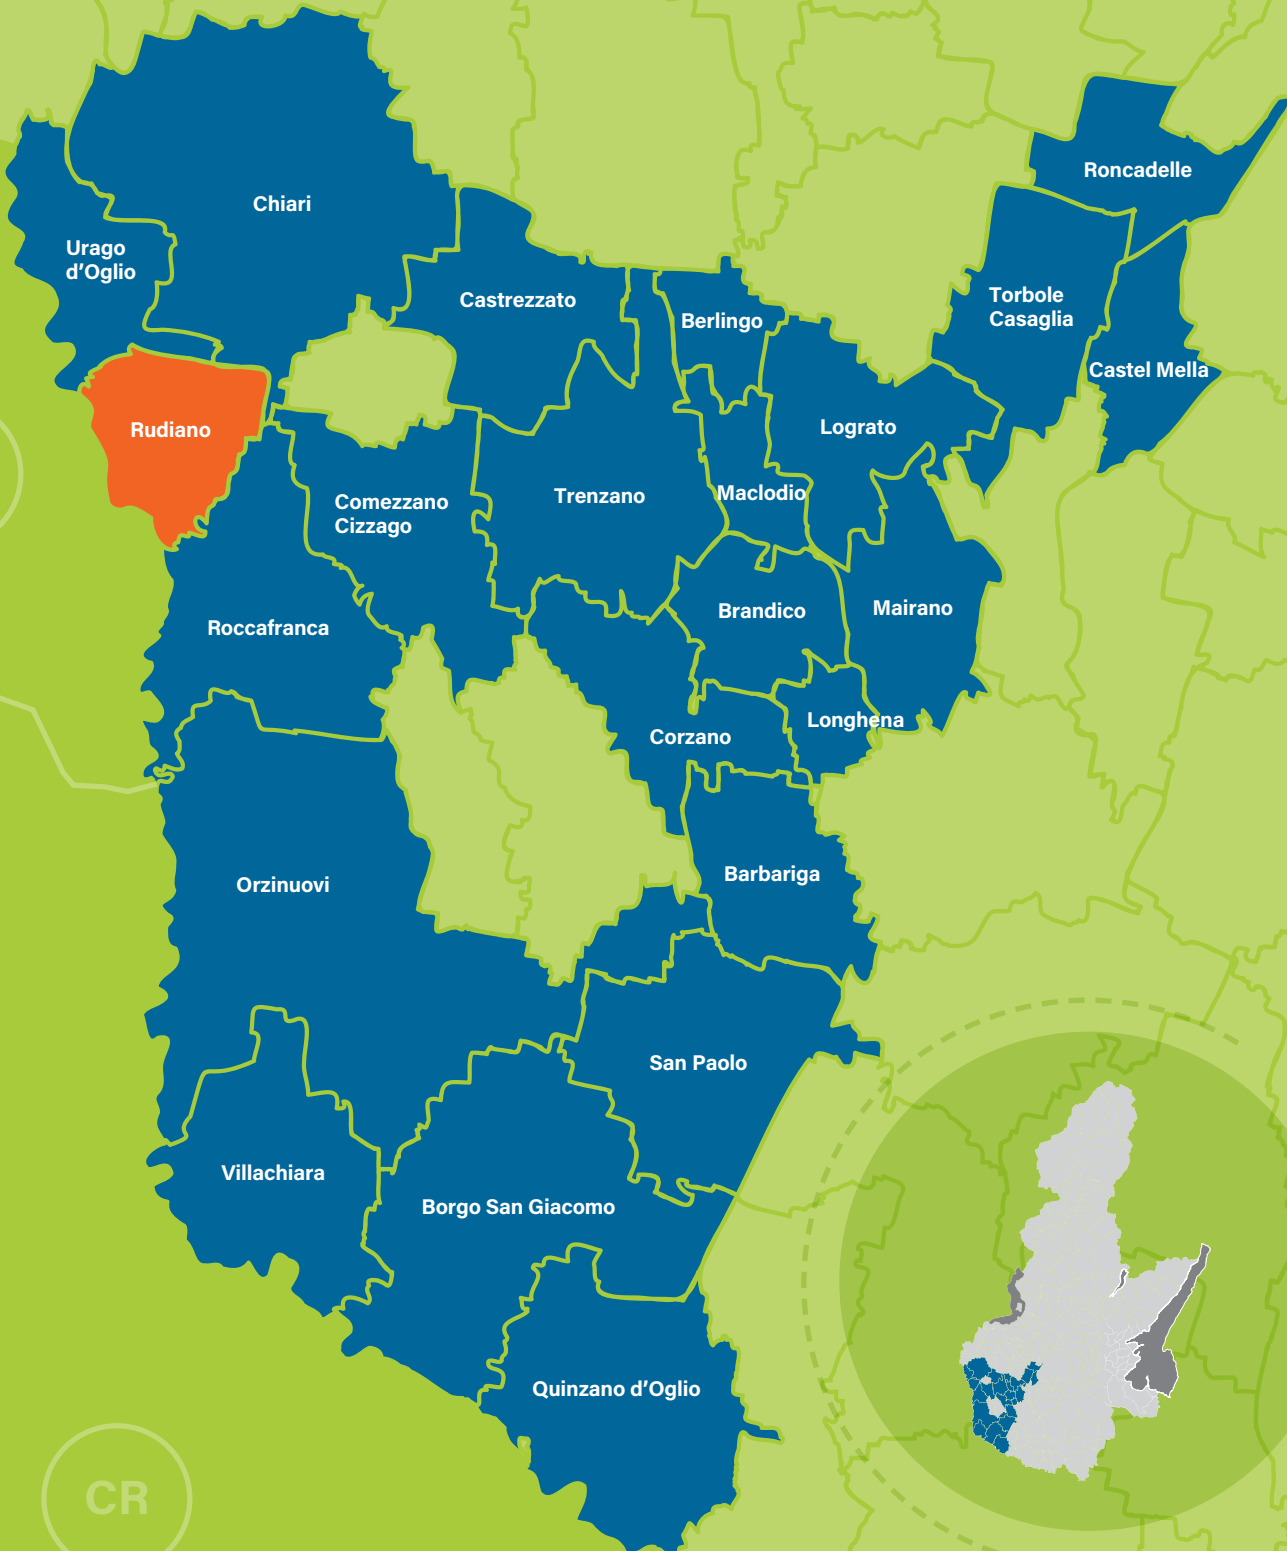 Roncadelle
Chiari
Urago
d’Oglio
Castrezzato
Torbole
Casaglia
Berlingo
Castel Mella
Rudiano
Lograto
Comezzano
Cizzago
Trenzano
Maclodio
Roccafranca
Brandico
Mairano
Longhena
Corzano
Orzinuovi
Barbariga
San Paolo
Villachiara
Borgo San Giacomo
Quinzano d’Oglio
CR